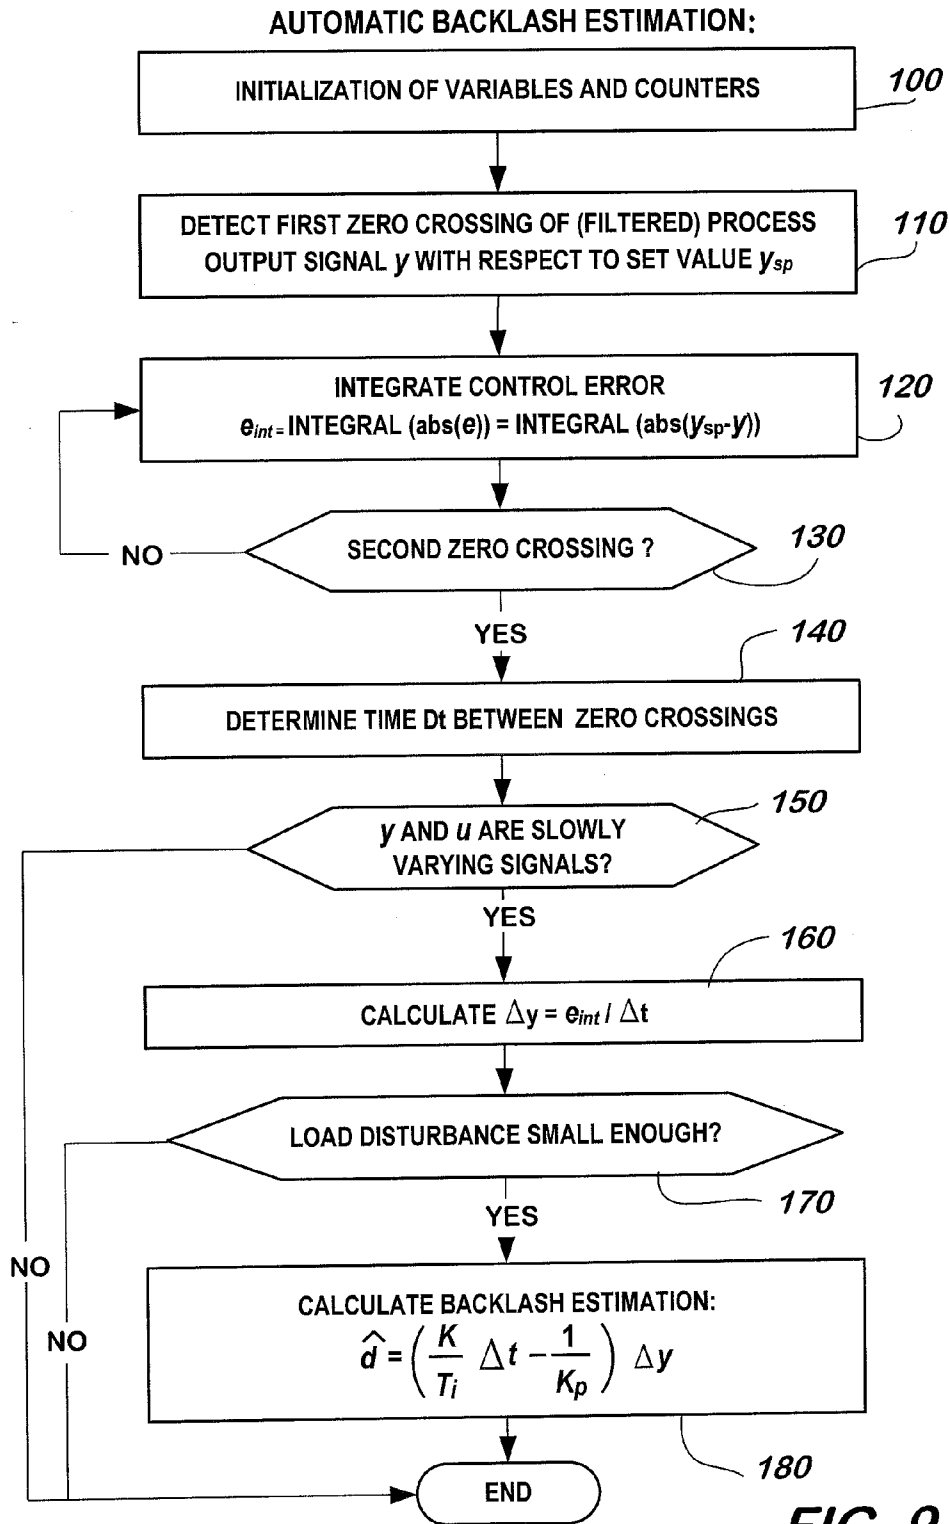 AUTOMATIC BACKLASH ESTIMATION:
INITIALIZATION OF VARIABLES AND COUNTERS
100
DETECT FIRST ZERO CROSSING OF (FILTERED) PROCESS
OUTPUT SIGNAL y WITH RESPECT TO SET VALUE ysp
110
INTEGRATE CONTROL ERROR
eint = INTEGRAL (abs(e)) = INTEGRAL (abs(ysp-y))
120
SECOND ZERO CROSSING ?
130
NO
YES
140
DETERMINE TIME Dt BETWEEN ZERO CROSSINGS
150
y AND u ARE SLOWLY
VARYING SIGNALS?
YES
160
CALCULATE Δy = eint / Δt
LOAD DISTURBANCE SMALL ENOUGH?
170
YES
NO
NO
CALCULATE BACKLASH ESTIMATION:
d̂ = (K/Ti Δt − 1/Kp) Δy
180
END
FIG. 9